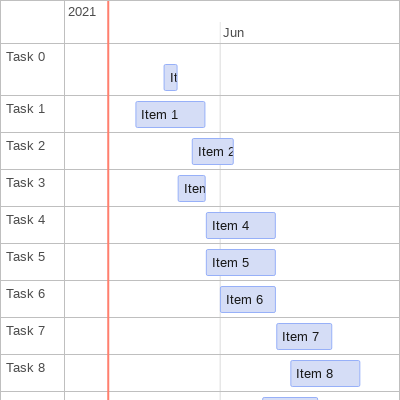 2021
Jun
Task 0
It
Task 1
Item 1
Task 2
Item 2
Task 3
Iten
Task 4
Item 4
Task 5
Item 5
Task 6
Item 6
Task 7
Item 7
Task 8
Item 8